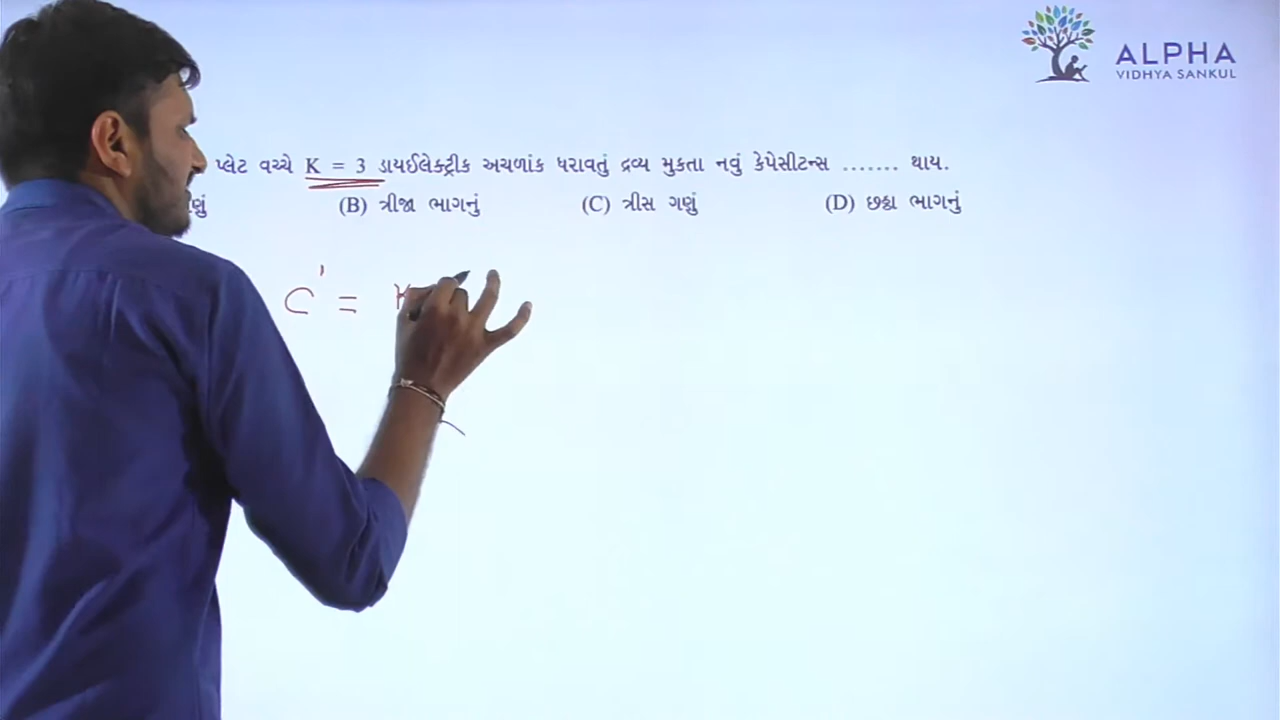 ALPHA
VIDHYA SANKUL
પ્લેટ વચ્ચે K = 3 ડાયઈલેક્ટ્રીક અચળાંક ધરાવતું દ્રવ્ય મુકતા નવું કેપેસીટન્સ ....... થાય.
(B) ત્રીજા ભાગનું (C) ત્રીસ ગણું (D) છઠ્ઠા ભાગનું
C' = K